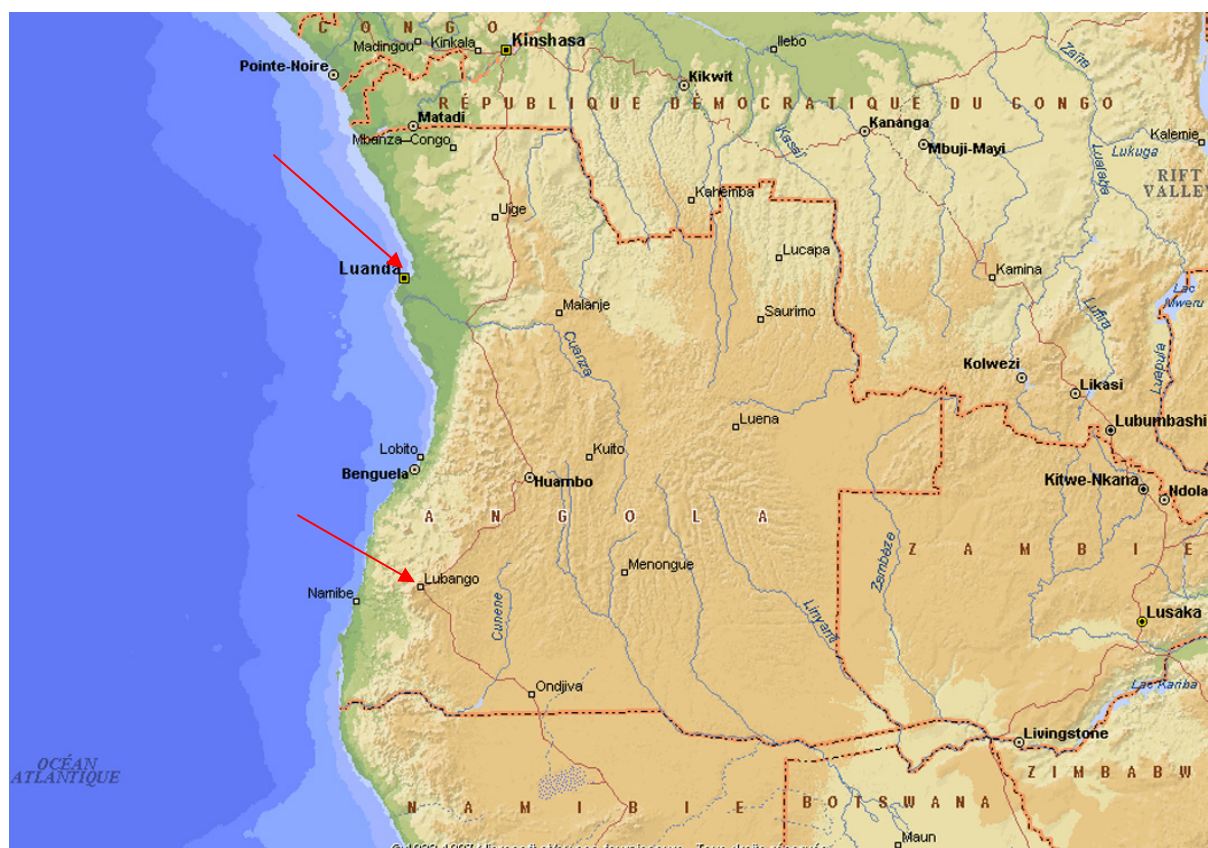 CONGO
Madingou
Kinkala
Kinshasa
Ilebo
Zaïre
Pointe-Noire
Kikwit
RÉPUBLIQUE DÉMOCRATIQUE DU CONGO
Matadi
Kananga
Kalemie
Mbanza-Congo
Kassaï
Mbuji-Mayi
Lukuga
Lualaba
RIFT
VALLEY
Kahemba
Uige
Lucapa
Luanda
Kamina
Lac
Mweru
Malanje
Saurimo
Lufira
Cuanza
Luapula
Kolwezi
Likasi
Luena
Lubumbashi
Lobito
Kuito
Benguela
Huambo
Kitwe-Nkana
Ndola
ANGOLA
ZAMBIE
Zambèze
Menongue
Lubango
Namibe
Cunene
Linyanti
Lusaka
Ondjiva
Lac Kariba
Livingstone
OCÉAN
ATLANTIQUE
ZIMBABW
NAMIBIE
BOTSWANA
Maun